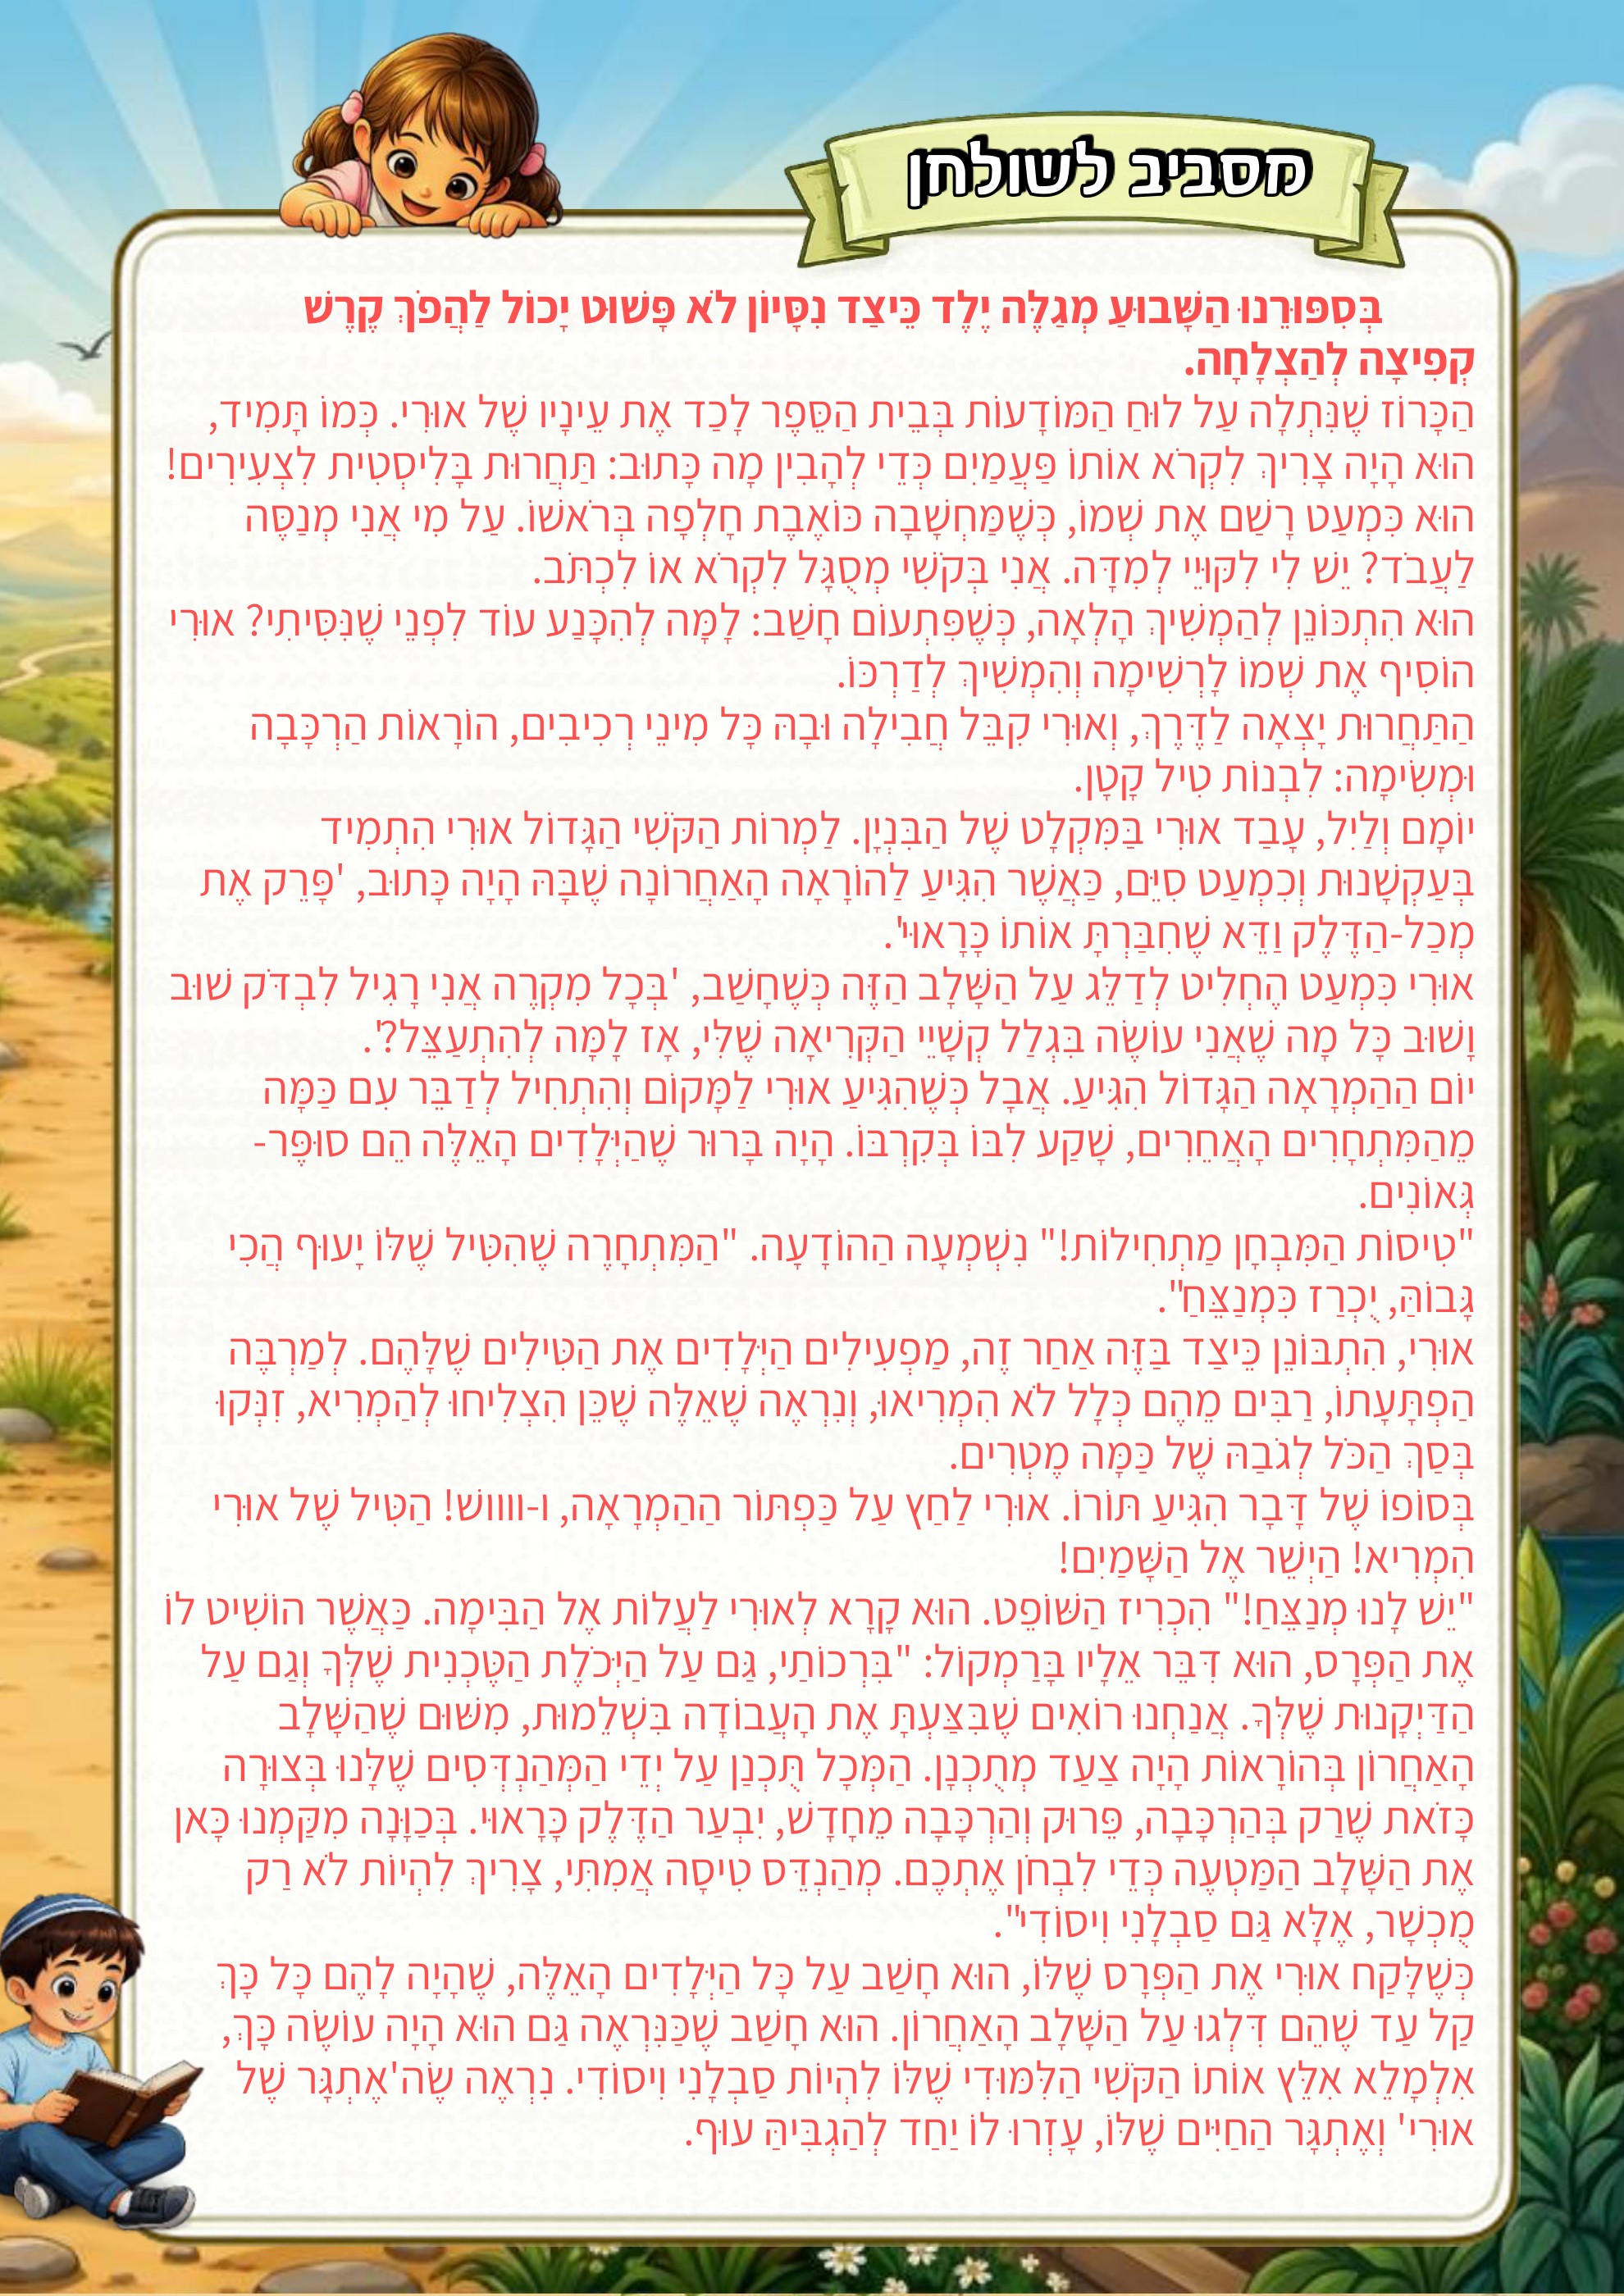 מסביב לשולחן
בְּסִפּוּרֵנוּ הַשָּׁבוּעַ מְגַלֶּה יֶלֶד כֵּיצַד נִסָּיוֹן לֹא פָּשׁוּט יָכוֹל לַהֲפֹךְ קֶרֶשׁ
קְפִיצָה לְהַצְלָחָה.
הַכָּרוֹז שֶׁנִּתְלָה עַל לוּחַ הַמּוֹדָעוֹת בְּבֵית הַסֵּפֶר לָכַד אֶת עֵינָיו שֶׁל אוּרִי. כְּמוֹ תָּמִיד,
הוּא הָיָה צָרִיךְ לִקְרֹא אוֹתוֹ פַּעֲמַיִם כְּדֵי לְהָבִין מָה כָּתוּב: תַּחֲרוּת בָּלִיסְטִית לִצְעִירִים!
הוּא כִּמְעַט רָשַׁם אֶת שְׁמוֹ, כְּשֶׁמַּחְשָׁבָה כּוֹאֶבֶת חָלְפָה בְּרֹאשׁוֹ. עַל מִי אֲנִי מְנַסֶּה
לַעֲבֹד? יֵשׁ לִי לִקּוּיֵי לְמִדָּה. אֲנִי בְּקֹשִׁי מְסֻגָּל לִקְרֹא אוֹ לִכְתֹּב.
הוּא הִתְכּוֹנֵן לְהַמְשִׁיךְ הָלְאָה, כְּשֶׁפִּתְעוֹם חָשַׁב: לָמָּה לְהִכָּנַע עוֹד לִפְנֵי שֶׁנִּסִּיתִי? אוּרִי
הוֹסִיף אֶת שְׁמוֹ לָרְשִׁימָה וְהִמְשִׁיךְ לְדַרְכּוֹ.
הַתַּחֲרוּת יָצְאָה לַדֶּרֶךְ, וְאוּרִי קִבֵּל חֲבִילָה וּבָהּ כָּל מִינֵי רְכִיבִים, הוֹרָאוֹת הַרְכָּבָה
וּמְשִׂימָה: לִבְנוֹת טִיל קָטָן.
יוֹמָם וְלַיִל, עָבַד אוּרִי בַּמִּקְלָט שֶׁל הַבִּנְיָן. לַמְרוֹת הַקֹּשִׁי הַגָּדוֹל אוּרִי הִתְמִיד
בְּעַקְשָׁנוּת וְכִמְעַט סִיֵּם, כַּאֲשֶׁר הִגִּיעַ לַהוֹרָאָה הָאַחֲרוֹנָה שֶׁבָּהּ הָיָה כָּתוּב, 'פָּרֵק אֶת
מְכַל-הַדֶּלֶק וַדֵּא שֶׁחִבַּרְתָּ אוֹתוֹ כָּרָאוּי'.
אוּרִי כִּמְעַט הֶחְלִיט לְדַלֵּג עַל הַשָּׁלָב הַזֶּה כְּשֶׁחָשַׁב, 'בְּכָל מִקְרֶה אֲנִי רָגִיל לִבְדֹּק שׁוּב
וָשׁוּב כָּל מָה שֶׁאֲנִי עוֹשֶׂה בִּגְלַל קְשָׁיֵי הַקְּרִיאָה שֶׁלִּי, אָז לָמָּה לְהִתְעַצֵּל?'.
יוֹם הַהַמְרָאָה הַגָּדוֹל הִגִּיעַ. אֲבָל כְּשֶׁהִגִּיעַ אוּרִי לַמָּקוֹם וְהִתְחִיל לְדַבֵּר עִם כַּמָּה
מֵהַמִּתְחָרִים הָאֲחֵרִים, שָׁקַע לִבּוֹ בְּקִרְבּוֹ. הָיָה בָּרוּר שֶׁהַיְּלָדִים הָאֵלֶּה הֵם סוּפֶּר-
גְּאוֹנִים.
"טִיסוֹת הַמִּבְחָן מַתְחִילוֹת!" נִשְׁמְעָה הַהוֹדָעָה. "הַמִּתְחָרֶה שֶׁהִטִּיל שֶׁלּוֹ יָעוּף הֲכִי
גָּבוֹהַּ, יֻכְרַז כִּמְנַצֵּחַ".
אוּרִי, הִתְבּוֹנֵן כֵּיצַד בַּזֶּה אַחַר זֶה, מַפְעִילִים הַיְּלָדִים אֶת הַטִּילִים שֶׁלָּהֶם. לְמַרְבֶּה
הַפְתָּעָתוֹ, רַבִּים מֵהֶם כְּלָל לֹא הִמְרִיאוּ, וְנִרְאֶה שֶׁאֵלֶּה שֶׁכֵּן הִצְלִיחוּ לְהַמְרִיא, זִנְּקוּ
בְּסַךְ הַכֹּל לְגֹבַהּ שֶׁל כַּמָּה מֶטְרִים.
בְּסוֹפוֹ שֶׁל דָּבָר הִגִּיעַ תּוֹרוֹ. אוּרִי לַחַץ עַל כַּפְתּוֹר הַהַמְרָאָה, ו-ווווש! הַטִּיל שֶׁל אוּרִי
הִמְרִיא! הַיְשֵׁר אֶל הַשָּׁמַיִם!
"יֵשׁ לָנוּ מְנַצֵּחַ!" הִכְרִיז הַשּׁוֹפֵט. הוּא קָרָא לְאוּרִי לַעֲלוֹת אֶל הַבִּימָה. כַּאֲשֶׁר הוֹשִׁיט לוֹ
אֶת הַפְּרָס, הוּא דִּבֵּר אֵלָיו בָּרַמְקוֹל: "בִּרְכוֹתַי, גַּם עַל הַיְּכֹלֶת הַטֶּכְנִית שֶׁלְּךָ וְגַם עַל
הַדַּיְקָנוּת שֶׁלְּךָ. אֲנַחְנוּ רוֹאִים שֶׁבִּצַּעְתָּ אֶת הָעֲבוֹדָה בִּשְׁלֵמוּת, מִשּׁוּם שֶׁהַשָּׁלָב
הָאַחֲרוֹן בְּהוֹרָאוֹת הָיָה צַעַד מְתֻכְנָן. הַמְּכָל תֻּכְנַן עַל יְדֵי הַמְּהַנְדְּסִים שֶׁלָּנוּ בְּצוּרָה
כָּזֹאת שֶׁרַק בְּהַרְכָּבָה, פֵּרוּק וְהַרְכָּבָה מֵחָדָשׁ, יִבְעַר הַדֶּלֶק כָּרָאוּי. בְּכַוָּנָה מִקַּמְנוּ כָּאן
אֶת הַשָּׁלָב הַמַּטְעֶה כְּדֵי לִבְחֹן אֶתְכֶם. מְהַנְדֵּס טִיסָה אֲמִתִּי, צָרִיךְ לִהְיוֹת לֹא רַק
מֻכְשָׁר, אֶלָּא גַּם סַבְלָנִי וִיסוֹדִי".
כְּשֶׁלָּקַח אוּרִי אֶת הַפְּרָס שֶׁלּוֹ, הוּא חָשַׁב עַל כָּל הַיְּלָדִים הָאֵלֶּה, שֶׁהָיָה לָהֶם כָּל כָּךְ
קַל עַד שֶׁהֵם דִּלְּגוּ עַל הַשָּׁלָב הָאַחֲרוֹן. הוּא חָשַׁב שֶׁכַּנִּרְאֶה גַּם הוּא הָיָה עוֹשֶׂה כָּךְ,
אִלְמָלֵא אִלֵּץ אוֹתוֹ הַקֹּשִׁי הַלִּמּוּדִי שֶׁלּוֹ לִהְיוֹת סַבְלָנִי וִיסוֹדִי. נִרְאֶה שֶׂה'אֶתְגָּר שֶׁל
אוּרִי' וְאֶתְגָּר הַחַיִּים שֶׁלּוֹ, עָזְרוּ לוֹ יַחַד לְהַגְבִּיהַּ עוּף.